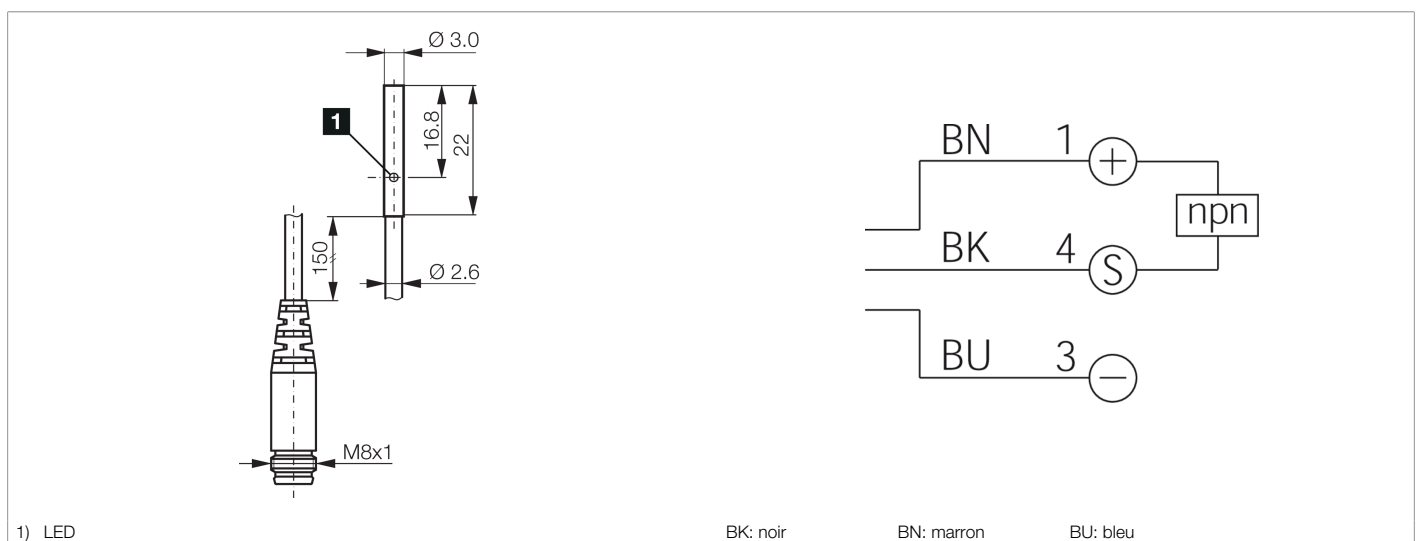 Ø 3.0
1
16.8
22
150
Ø 2.6
M8x1
BN 1 +
npn
BK 4 S
BU 3 −
1) LED
BK: noir BN: marron BU: bleu